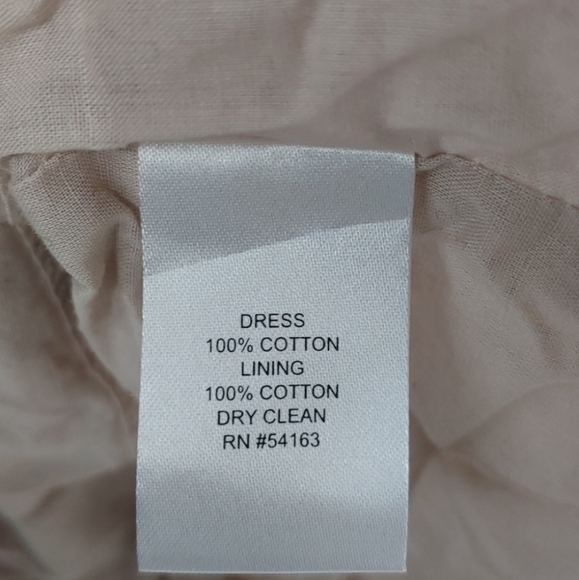 DRESS
100% COTTON
LINING
100% COTTON
DRY CLEAN
RN #54163